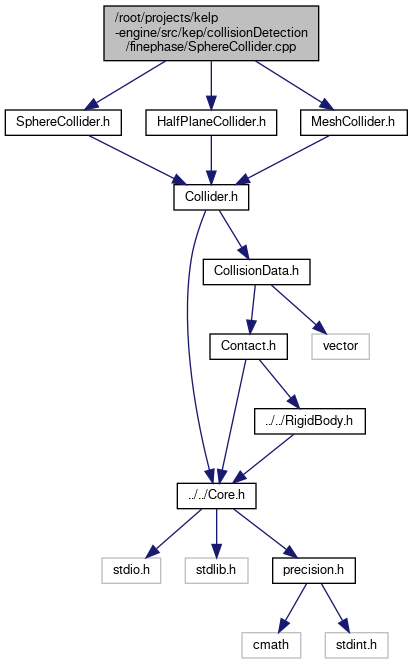 /root/projects/kelp
-engine/src/kep/collisionDetection
/finephase/SphereCollider.cpp
SphereCollider.h
HalfPlaneCollider.h
MeshCollider.h
Collider.h
CollisionData.h
Contact.h
vector
../../RigidBody.h
../../Core.h
stdio.h
stdlib.h
precision.h
cmath
stdint.h